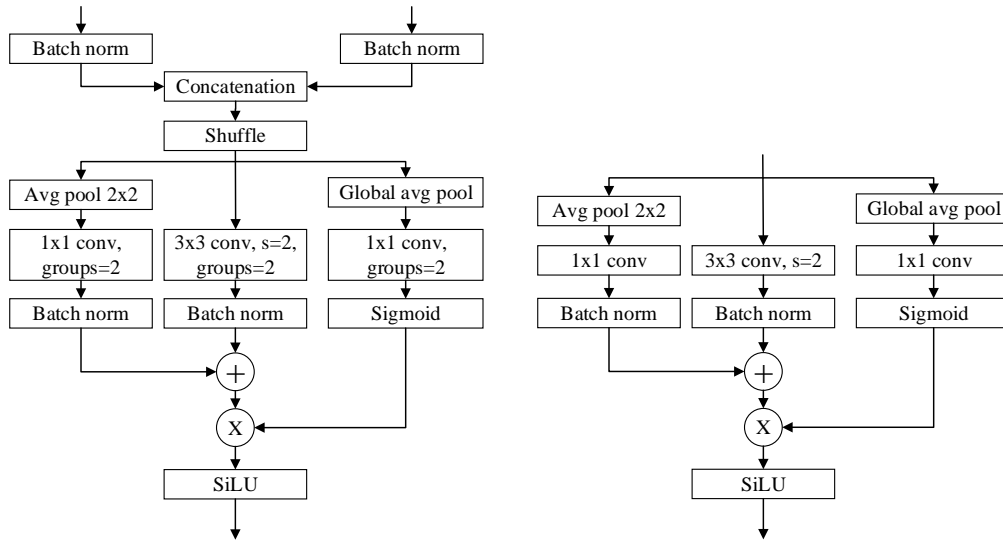 Batch norm
Batch norm
Concatenation
Shuffle
Avg pool 2x2
Global avg pool
1x1 conv,
groups=2
3x3 conv, s=2,
groups=2
1x1 conv,
groups=2
Batch norm
Batch norm
Sigmoid
+
X
SiLU
Avg pool 2x2
Global avg pool
1x1 conv
3x3 conv, s=2
1x1 conv
Batch norm
Batch norm
Sigmoid
+
X
SiLU